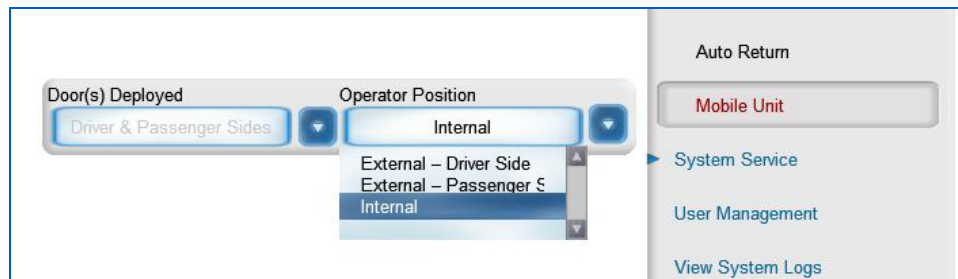 Door(s) Deployed
Driver & Passenger Sides
Operator Position
Internal
External – Driver Side
External – Passenger S
Internal
Auto Return
Mobile Unit
System Service
User Management
View System Logs